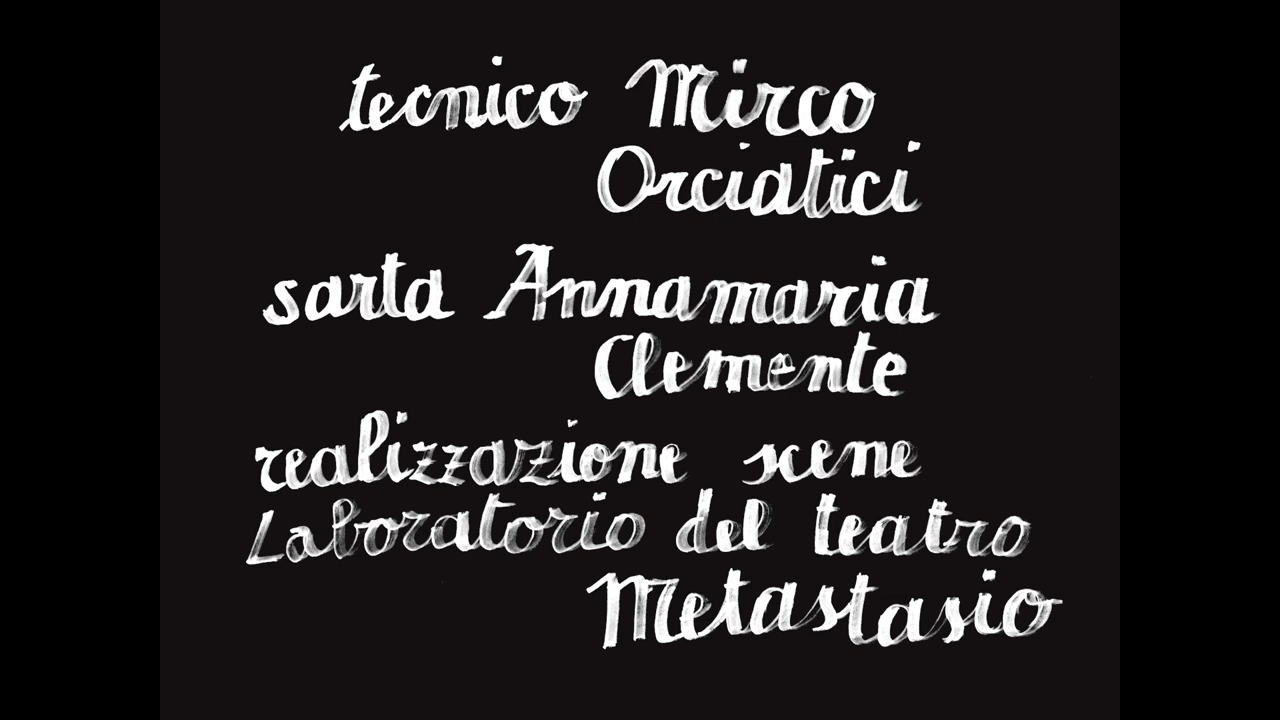 tecnico Mirco
Orciatici
sarta Annamaria
Clemente
realizzazione scene
Laboratorio del teatro
Metastasio